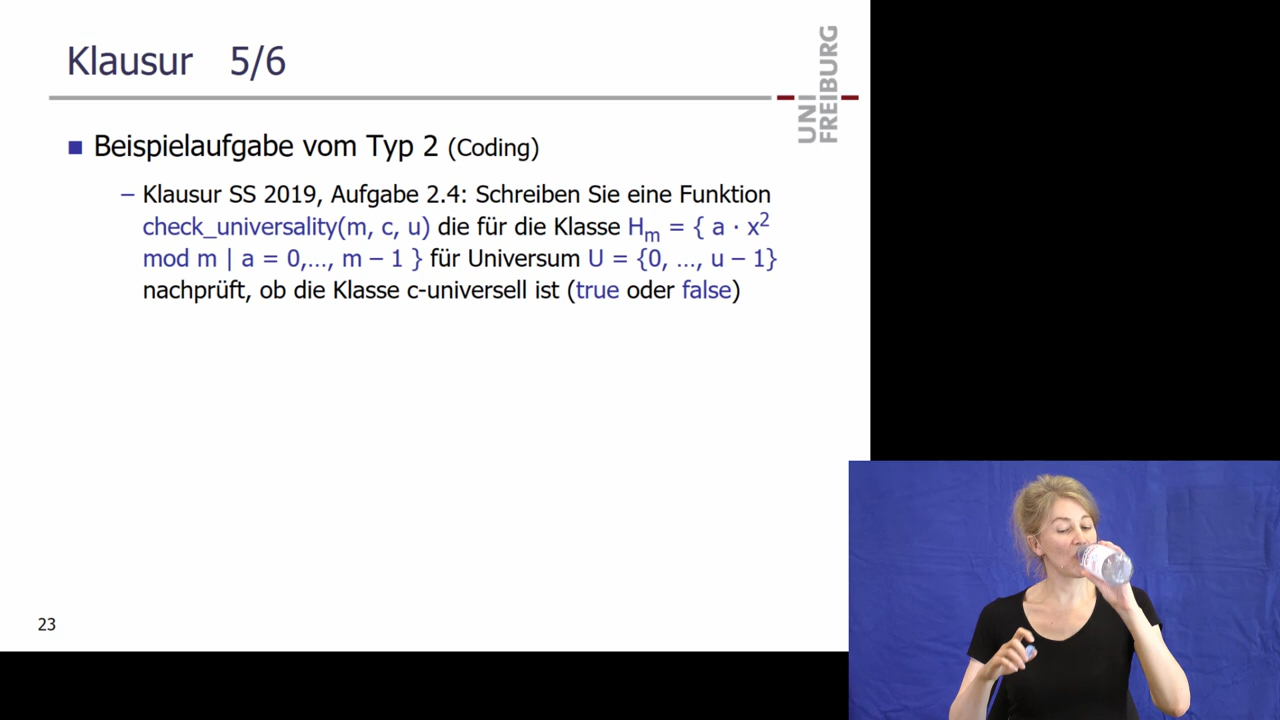 Klausur 5/6
UNI
FREIBURG
■ Beispielaufgabe vom Typ 2 (Coding)
– Klausur SS 2019, Aufgabe 2.4: Schreiben Sie eine Funktion
check_universality(m, c, u) die für die Klasse Hm = { a · x²
mod m | a = 0,..., m – 1 } für Universum U = {0, ..., u – 1}
nachprüft, ob die Klasse c-universell ist (true oder false)
23